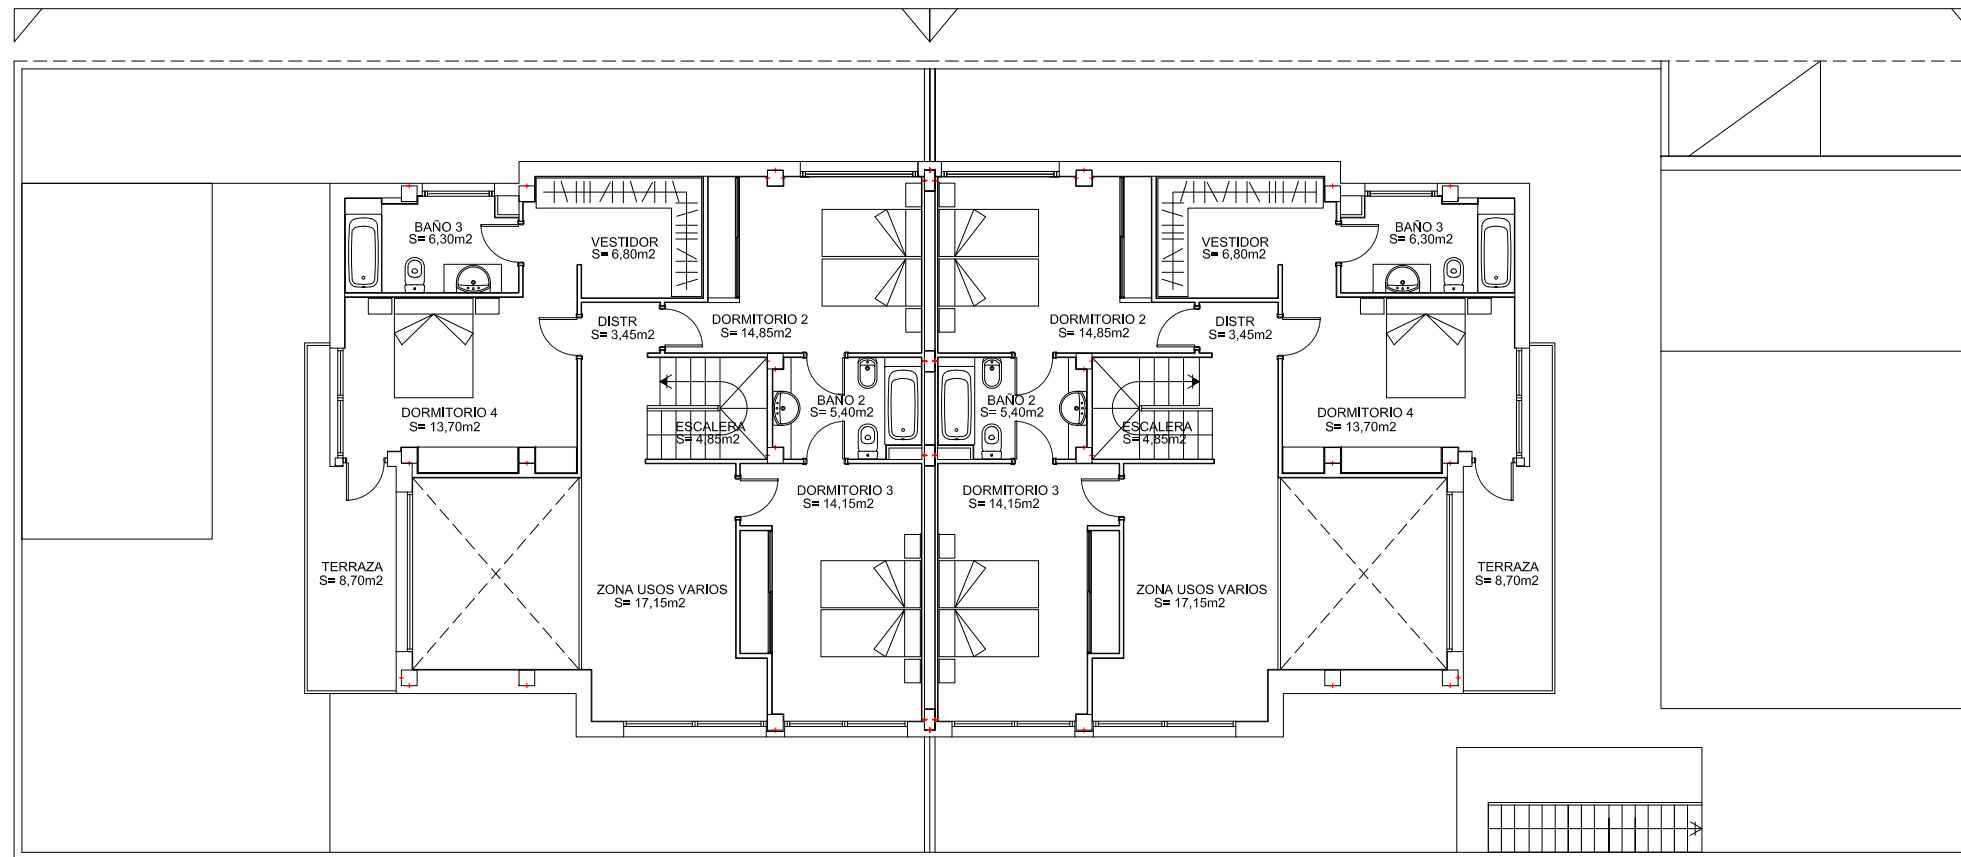 BAÑO 3
S= 6,30m2
VESTIDOR
S= 6,80m2
DISTR
S= 3,45m2
DORMITORIO 2
S= 14,85m2
DORMITORIO 4
S= 13,70m2
ESCALERA
S= 4,85m2
BAÑO 2
S= 5,40m2
DORMITORIO 3
S= 14,15m2
TERRAZA
S= 8,70m2
ZONA USOS VARIOS
S= 17,15m2
BAÑO 3
S= 6,30m2
VESTIDOR
S= 6,80m2
DORMITORIO 2
S= 14,85m2
DISTR
S= 3,45m2
BAÑO 2
S= 5,40m2
ESCALERA
S= 4,85m2
DORMITORIO 4
S= 13,70m2
DORMITORIO 3
S= 14,15m2
ZONA USOS VARIOS
S= 17,15m2
TERRAZA
S= 8,70m2